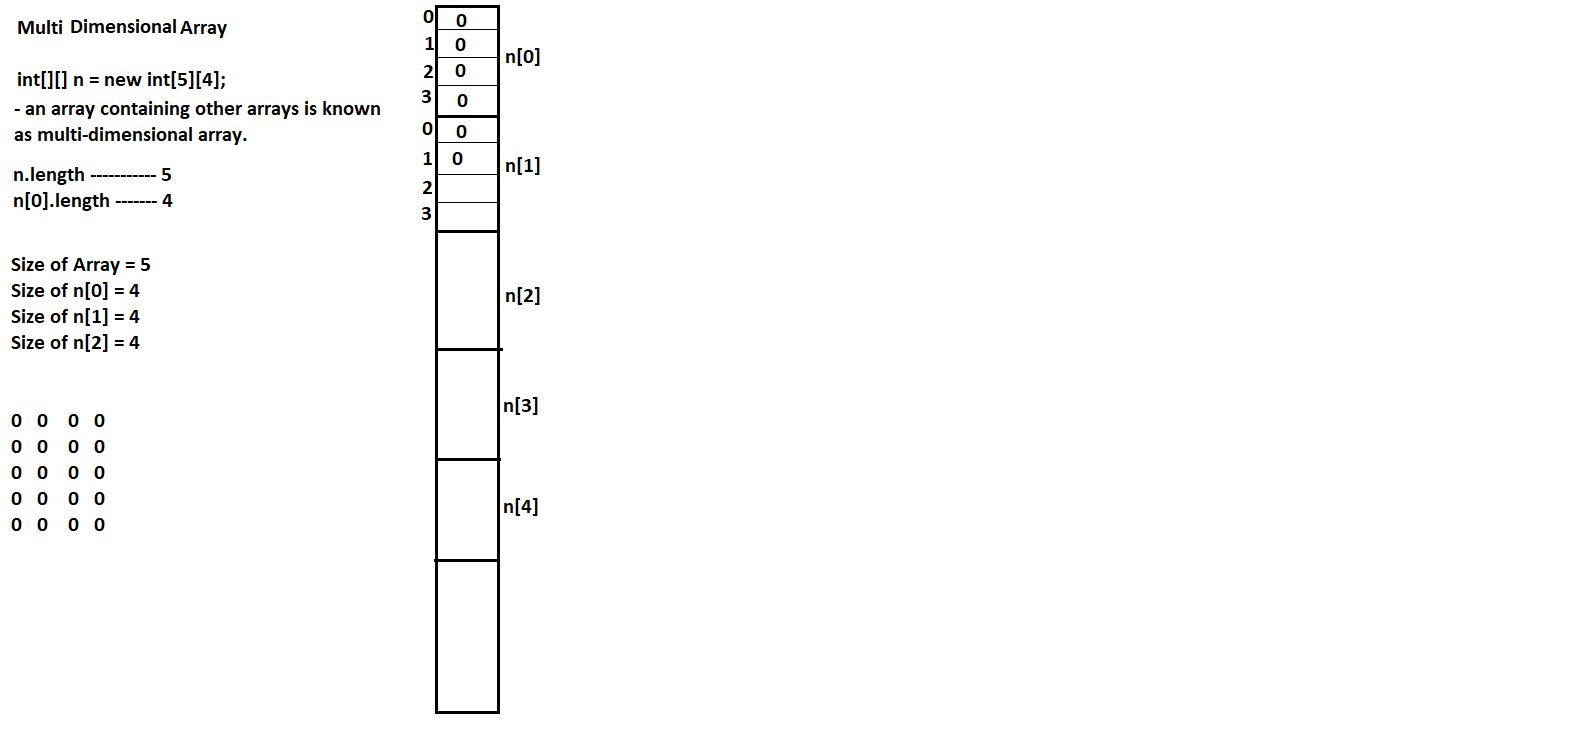 Multi Dimensional Array
int[][] n = new int[5][4];
- an array containing other arrays is known
as multi-dimensional array.
n.length ----------- 5
n[0].length ------- 4
Size of Array = 5
Size of n[0] = 4
Size of n[1] = 4
Size of n[2] = 4
0 0 0 0
0 0 0 0
0 0 0 0
0 0 0 0
0 0 0 0
0 0
1 0
n[0]
2 0
3 0
0 0
1 0
n[1]
2
3
n[2]
n[3]
n[4]